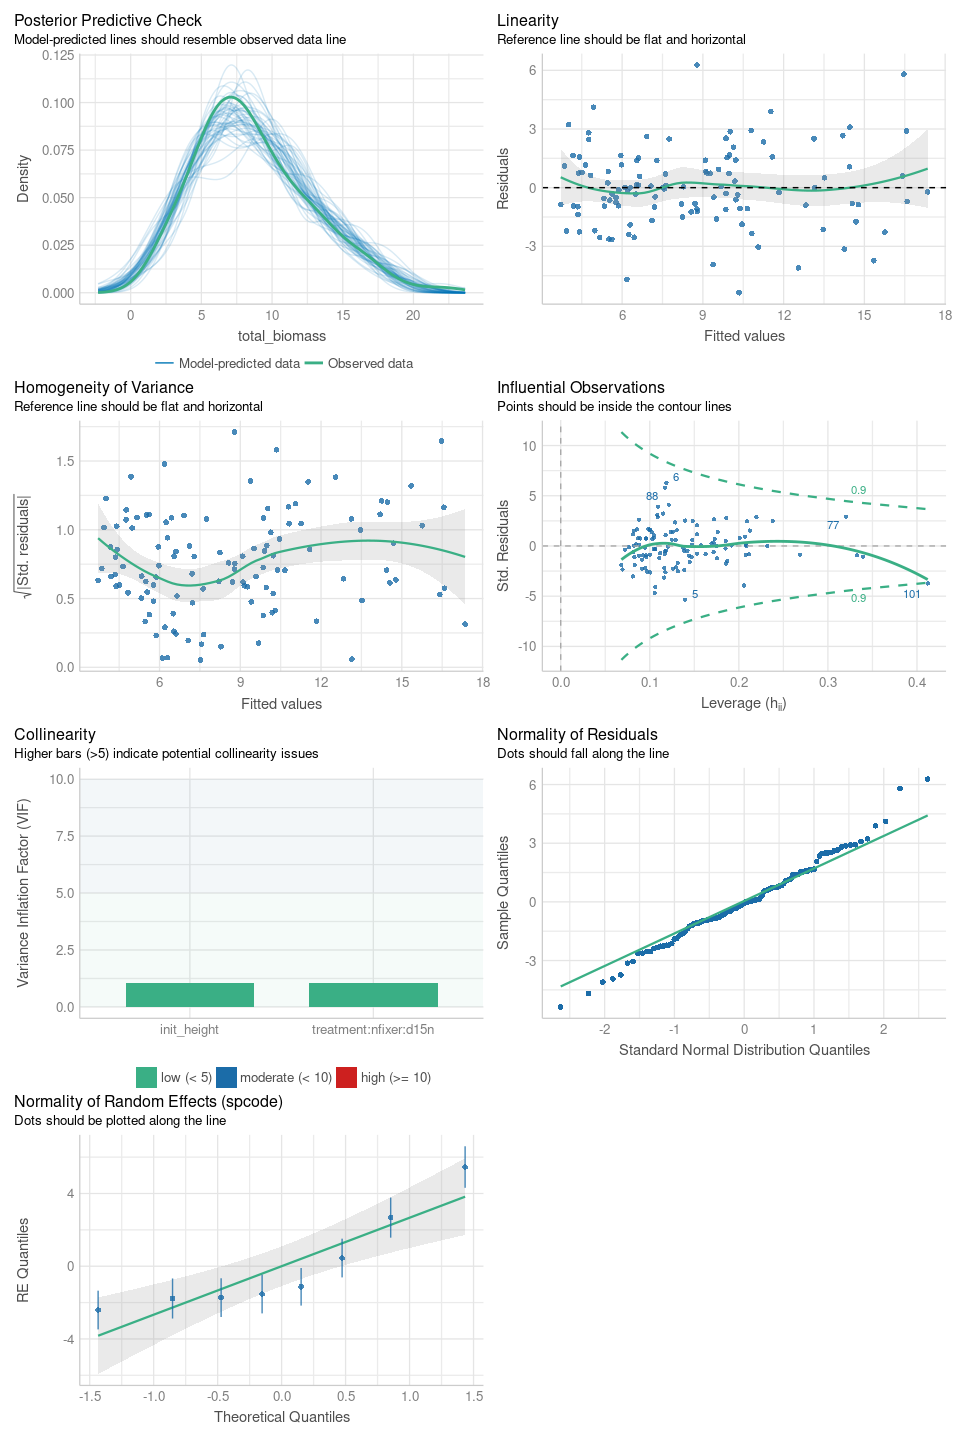 Posterior Predictive Check
Model-predicted lines should resemble observed data line
0.125
0.100
0.075
0.050
0.025
0.000
Density
0
5
10
15
20
total_biomass
Model-predicted data
Observed data
Linearity
Reference line should be flat and horizontal
6
3
0
-3
Residuals
6
9
12
15
18
Fitted values
Homogeneity of Variance
Reference line should be flat and horizontal
1.5
1.0
0.5
0.0
√|Std. residuals|
6
9
12
15
18
Fitted values
Influential Observations
Points should be inside the contour lines
10
5
0
-5
-10
Std. Residuals
6
88
0.9
77
5
0.9
101
0.0
0.1
0.2
0.3
0.4
Leverage (hii)
Collinearity
Higher bars (>5) indicate potential collinearity issues
10.0
7.5
5.0
2.5
0.0
Variance Inflation Factor (VIF)
init_height
treatment:nfixer:d15n
low (< 5)
moderate (< 10)
high (>= 10)
Normality of Residuals
Dots should fall along the line
6
3
0
-3
Sample Quantiles
-2
-1
0
1
2
Standard Normal Distribution Quantiles
Normality of Random Effects (spcode)
Dots should be plotted along the line
4
0
-4
RE Quantiles
-1.5
-1.0
-0.5
0.0
0.5
1.0
1.5
Theoretical Quantiles